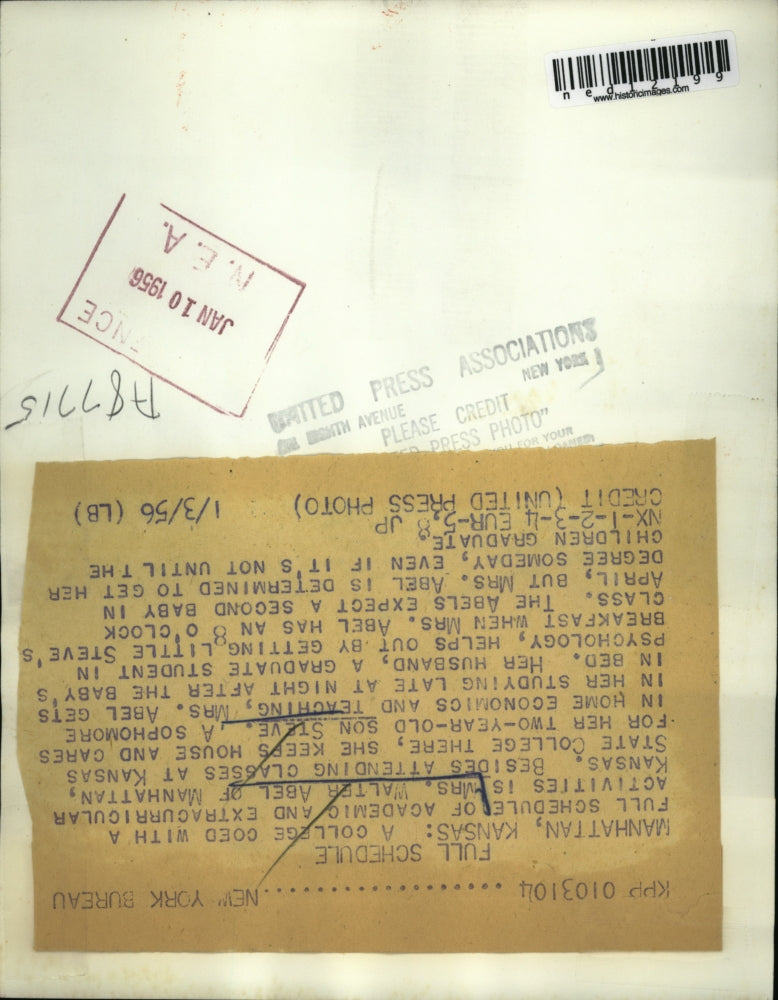 ned12199
www.historicimages.com
N. E. A.
JAN 10 1956
NCE
UNITED PRESS ASSOCIATIONS
EIGHTH AVENUE NEW YORK
PLEASE CREDIT
PRESS PHOTO"
FOR YOUR
KPP 0103104 NEW YORK BUREAU
FULL SCHEDULE
MANHATTAN, KANSAS: A COLLEGE COED WITH A
FULL SCHEDULE OF ACADEMIC AND EXTRACURRICULAR
ACTIVITIES IS MRS. WALTER ABEL OF MANHATTAN,
KANSAS. BESIDES ATTENDING CLASSES AT KANSAS
STATE COLLEGE THERE, SHE KEEPS HOUSE AND CARES
FOR HER TWO-YEAR-OLD SON STEVE. A SOPHOMORE
IN HOME ECONOMICS AND TEACHING, MRS. ABEL GETS
IN HER STUDYING LATE AT NIGHT AFTER THE BABY'S
IN BED. HER HUSBAND, A GRADUATE STUDENT IN
PSYCHOLOGY, HELPS OUT BY GETTING LITTLE STEVE'S
BREAKFAST WHEN MRS. ABEL HAS AN 8 O'CLOCK
CLASS. THE ABELS EXPECT A SECOND BABY IN
APRIL, BUT MRS. ABEL IS DETERMINED TO GET HER
DEGREE SOMEDAY, EVEN IF IT'S NOT UNTIL THE
CHILDREN GRADUATE.
NX-1-2-3-4 EUR-5,8 JP
CREDIT (UNITED PRESS PHOTO) 1/3/56 (LB)